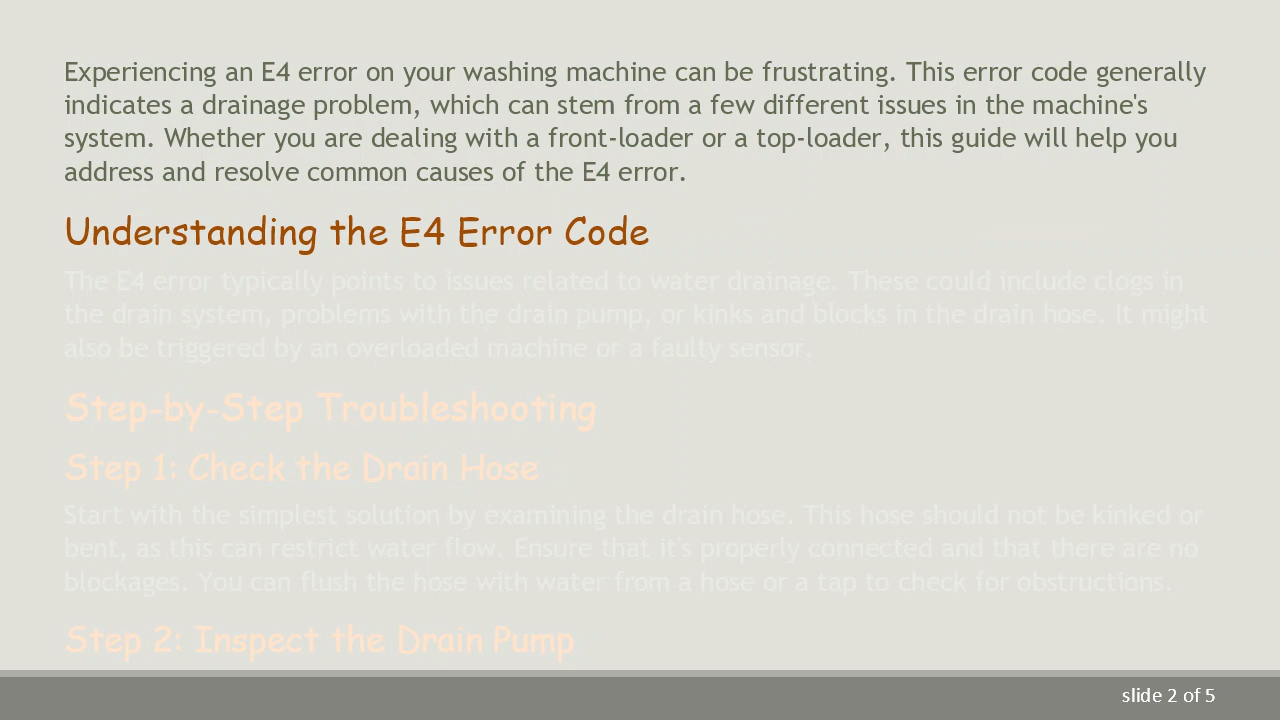 Experiencing an E4 error on your washing machine can be frustrating. This error code generally
indicates a drainage problem, which can stem from a few different issues in the machine's
system. Whether you are dealing with a front-loader or a top-loader, this guide will help you
address and resolve common causes of the E4 error.
Understanding the E4 Error Code
The E4 error typically points to issues related to water drainage. These could include clogs in
the drain system, problems with the drain pump, or kinks and blocks in the drain hose. It might
also be triggered by an overloaded machine or a faulty sensor.
Step-by-Step Troubleshooting
Step 1: Check the Drain Hose
Start with the simplest solution by examining the drain hose. This hose should not be kinked or
bent, as this can restrict water flow. Ensure that it's properly connected and that there are no
blockages. You can flush the hose with water from a hose or a tap to check for obstructions.
Step 2: Inspect the Drain Pump
slide 2 of 5